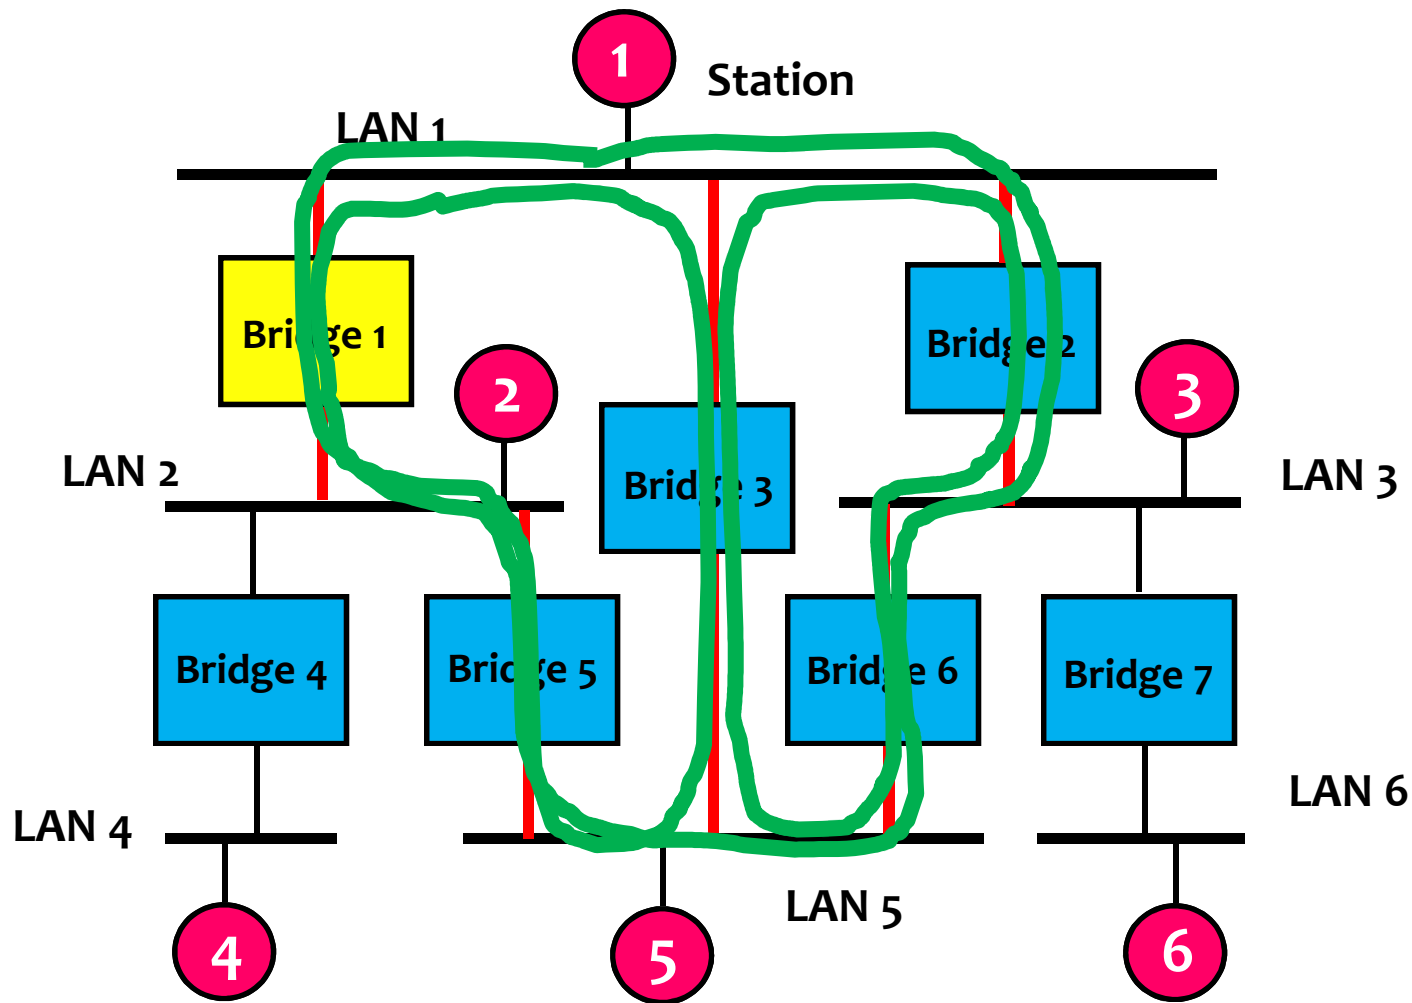 1
Station
LAN 1
Bridge 1
Bridge 2
2
3
LAN 2
Bridge 3
LAN 3
Bridge 4
Bridge 5
Bridge 6
Bridge 7
LAN 4
LAN 6
LAN 5
4
5
6